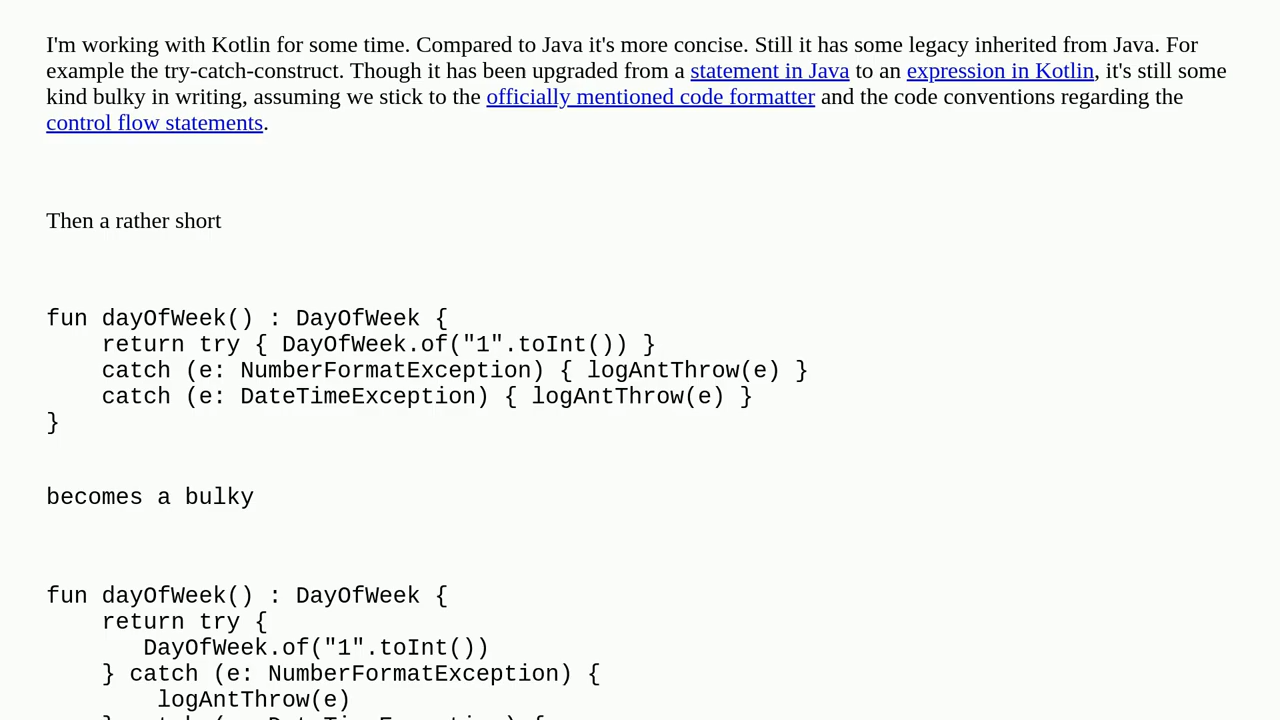 I'm working with Kotlin for some time. Compared to Java it's more concise. Still it has some legacy inherited from Java. For
example the try-catch-construct. Though it has been upgraded from a statement in Java to an expression in Kotlin, it's still some
kind bulky in writing, assuming we stick to the officially mentioned code formatter and the code conventions regarding the
control flow statements.
Then a rather short
fun dayOfWeek() : DayOfWeek {
    return try { DayOfWeek.of("1".toInt()) }
    catch (e: NumberFormatException) { logAntThrow(e) }
    catch (e: DateTimeException) { logAntThrow(e) }
}
becomes a bulky
fun dayOfWeek() : DayOfWeek {
    return try {
       DayOfWeek.of("1".toInt())
    } catch (e: NumberFormatException) {
        logAntThrow(e)
    } catch (e: DateTimeException) {